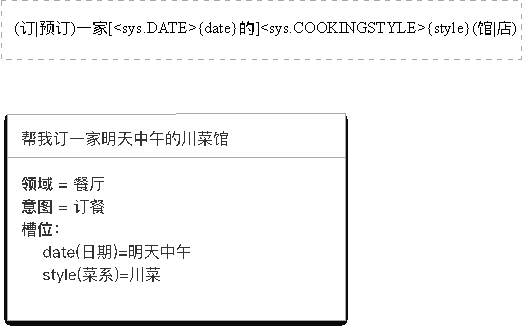 (订|预订)一家[<sys.DATE>{date}的]<sys.COOKINGSTYLE>{style}(馆|店)
帮我订一家明天中午的川菜馆
领域 = 餐厅
意图 = 订餐
槽位:
date(日期)=明天中午
style(菜系)=川菜